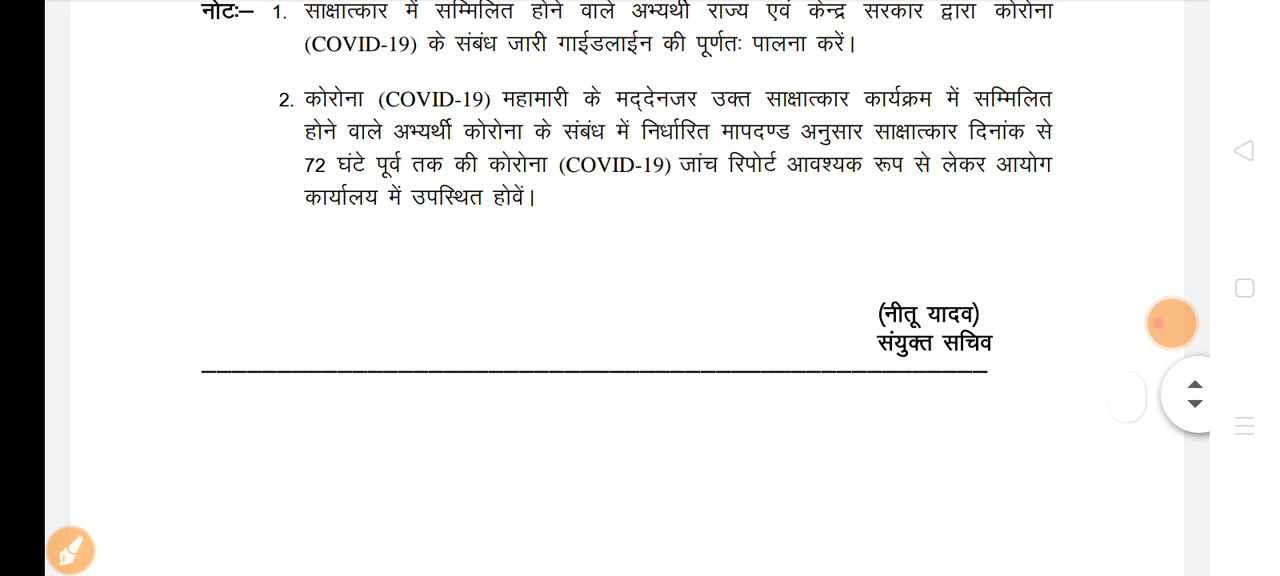 नोटः– 1. साक्षात्कार में सम्मिलित होने वाले अभ्यर्थी राज्य एवं केन्द्र सरकार द्वारा कोरोना
(COVID-19) के संबंध जारी गाईडलाईन की पूर्णतः पालना करें।
2. कोरोना (COVID-19) महामारी के मद्देनजर उक्त साक्षात्कार कार्यक्रम में सम्मिलित
होने वाले अभ्यर्थी कोरोना के संबंध में निर्धारित मापदण्ड अनुसार साक्षात्कार दिनांक से
72 घंटे पूर्व तक की कोरोना (COVID-19) जांच रिपोर्ट आवश्यक रूप से लेकर आयोग
कार्यालय में उपस्थित होवें।
(नीतू यादव)
संयुक्त सचिव